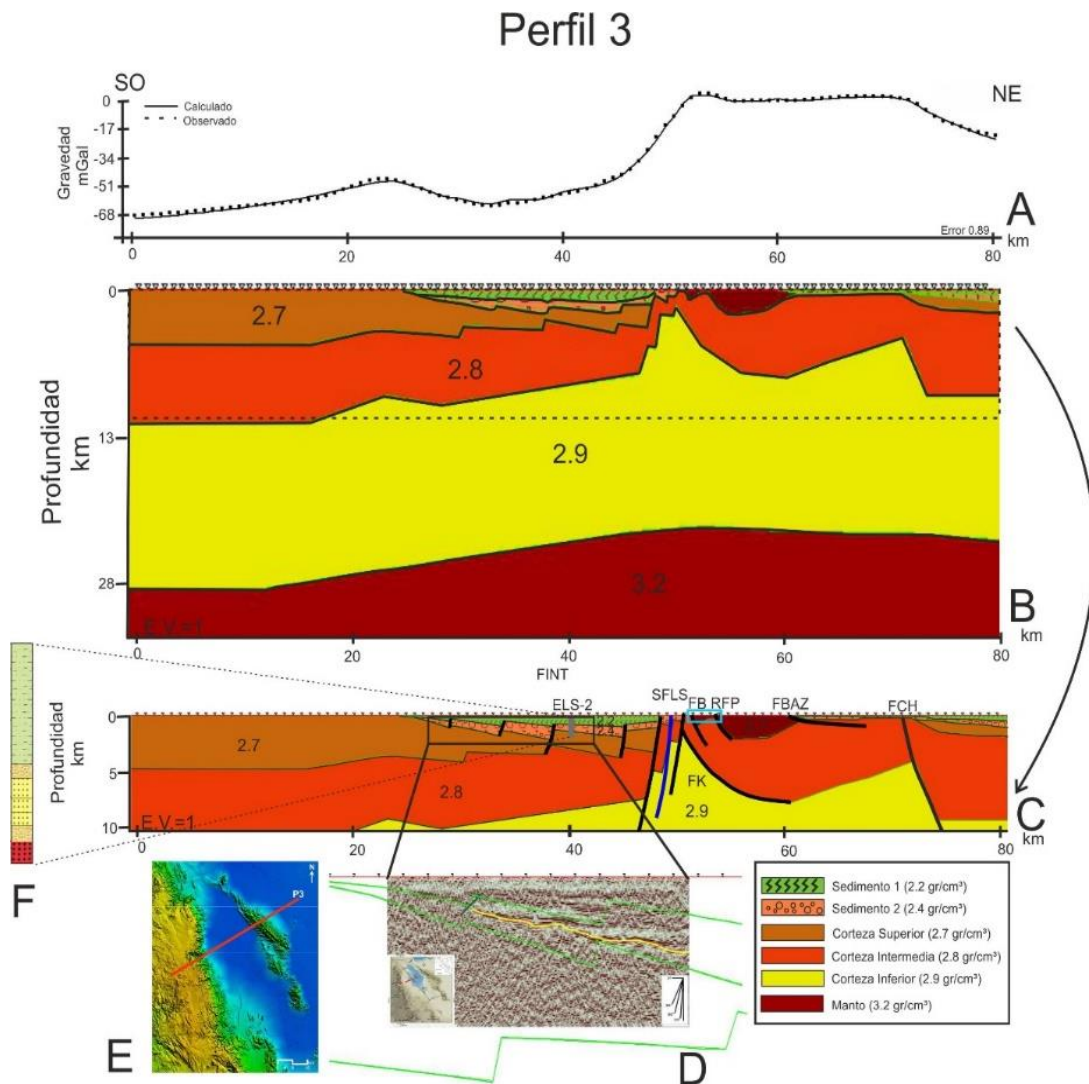 Perfil 3
SO
NE
Calculado
Observado
Gravedad
mGal
0
-17
-34
-51
-68
A
Error 0.89
km
0
20
40
60
80
0
13
28
Profundidad
km
2.7
2.8
2.9
3.2
B
E.V.=1
0
20
40
60
80
km
FINT
ELS-2
SFLS
FB
RFP
FBAZ
FCH
Profundidad
0
5
10
2.7
2.2
2.4
2.8
FK
2.9
C
E.V.=1
0
20
40
60
80
km
F
P3
N
E
D
Sedimento 1 (2.2 gr/cm³)
Sedimento 2 (2.4 gr/cm³)
Corteza Superior (2.7 gr/cm³)
Corteza Intermedia (2.8 gr/cm³)
Corteza Inferior (2.9 gr/cm³)
Manto (3.2 gr/cm³)